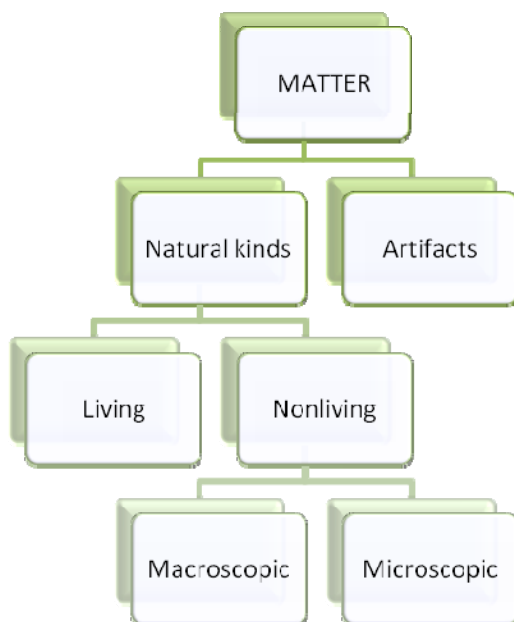 MATTER
Natural kinds
Artifacts
Living
Nonliving
Macroscopic
Microscopic